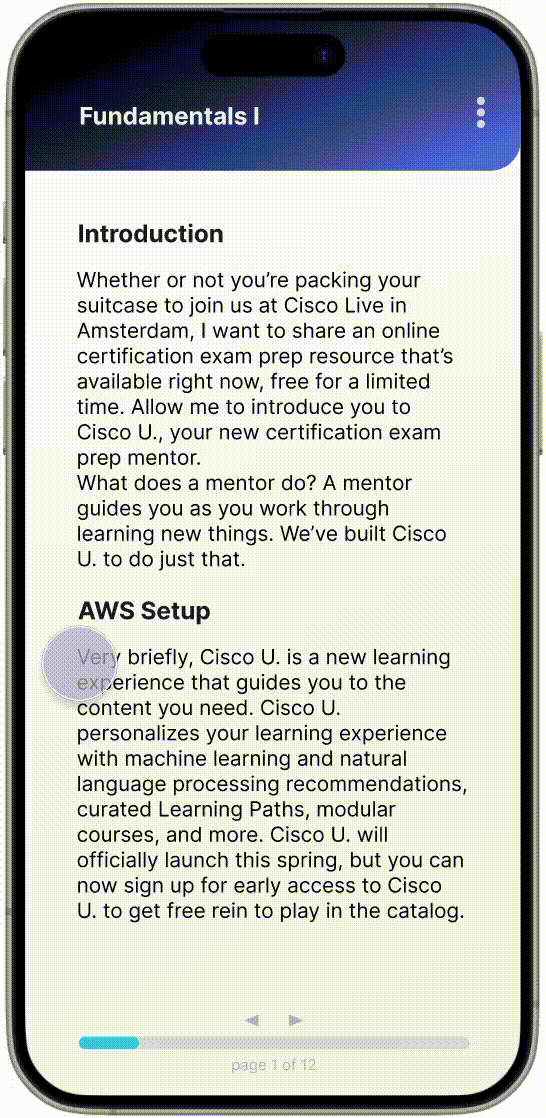 Fundamentals I
Introduction
Whether or not you’re packing your
suitcase to join us at Cisco Live in
Amsterdam, I want to share an online
certification exam prep resource that’s
available right now, free for a limited
time. Allow me to introduce you to
Cisco U., your new certification exam
prep mentor.
What does a mentor do? A mentor
guides you as you work through
learning new things. We’ve built Cisco
U. to do just that.
AWS Setup
Very briefly, Cisco U. is a new learning
experience that guides you to the
content you need. Cisco U.
personalizes your learning experience
with machine learning and natural
language processing recommendations,
curated Learning Paths, modular
courses, and more. Cisco U. will
officially launch this spring, but you can
now sign up for early access to Cisco
U. to get free rein to play in the catalog.
page 1 of 12